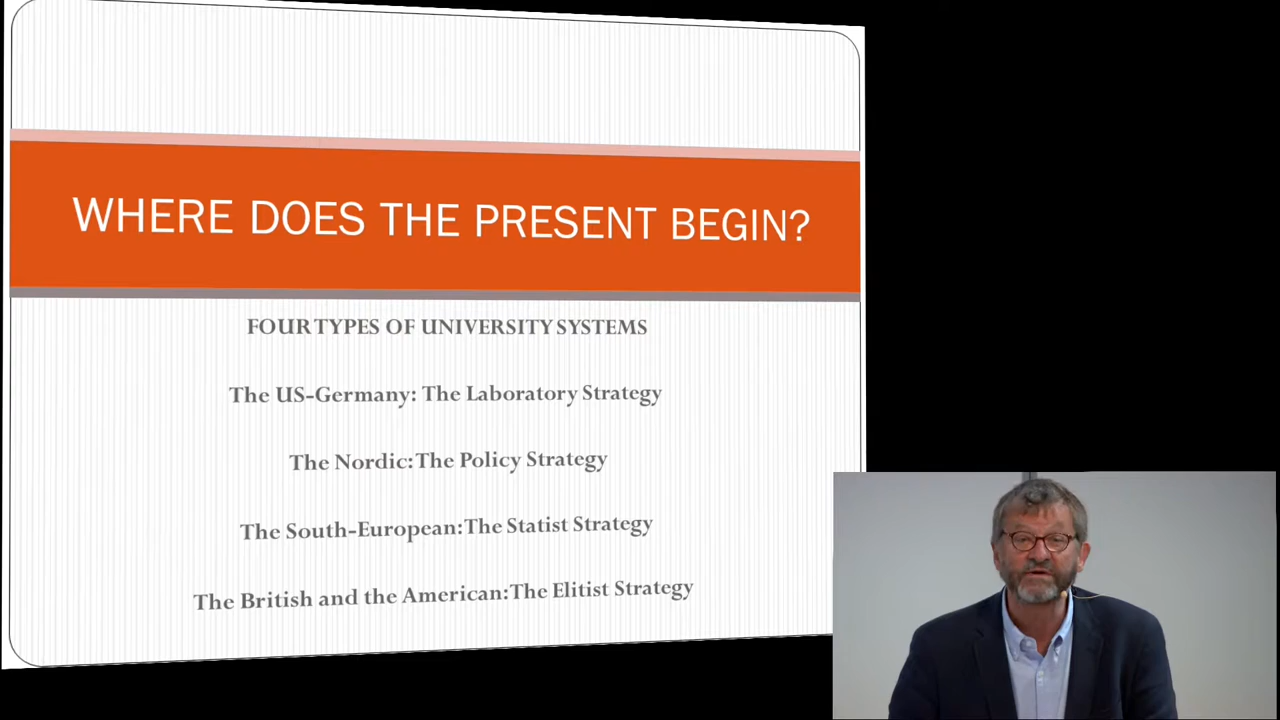 WHERE DOES THE PRESENT BEGIN?
FOUR TYPES OF UNIVERSITY SYSTEMS
The US-Germany: The Laboratory Strategy
The Nordic: The Policy Strategy
The South-European: The Statist Strategy
The British and the American: The Elitist Strategy